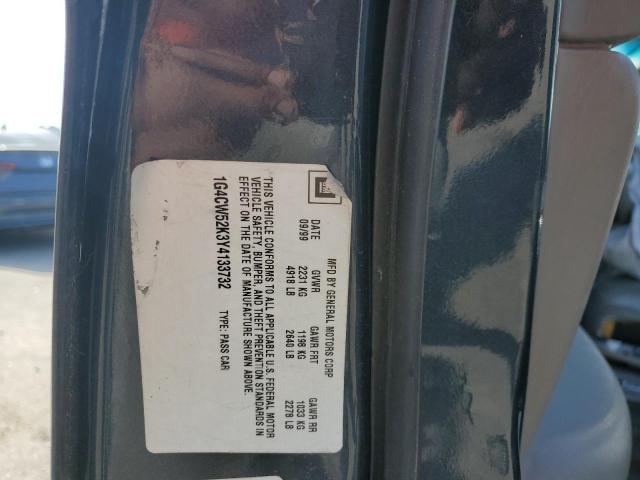 MFD BY GENERAL MOTORS CORP
DATE GVWR GAWR FRT GAWR RR
09/99 2231 KG 1198 KG 1033 KG
4918 LB 2640 LB 2278 LB
THIS VEHICLE CONFORMS TO ALL APPLICABLE U.S. FEDERAL MOTOR
VEHICLE SAFETY, BUMPER, AND THEFT PREVENTION STANDARDS IN
EFFECT ON THE DATE OF MANUFACTURE SHOWN ABOVE.
1G4CW52K3Y4133732 TYPE: PASS CAR